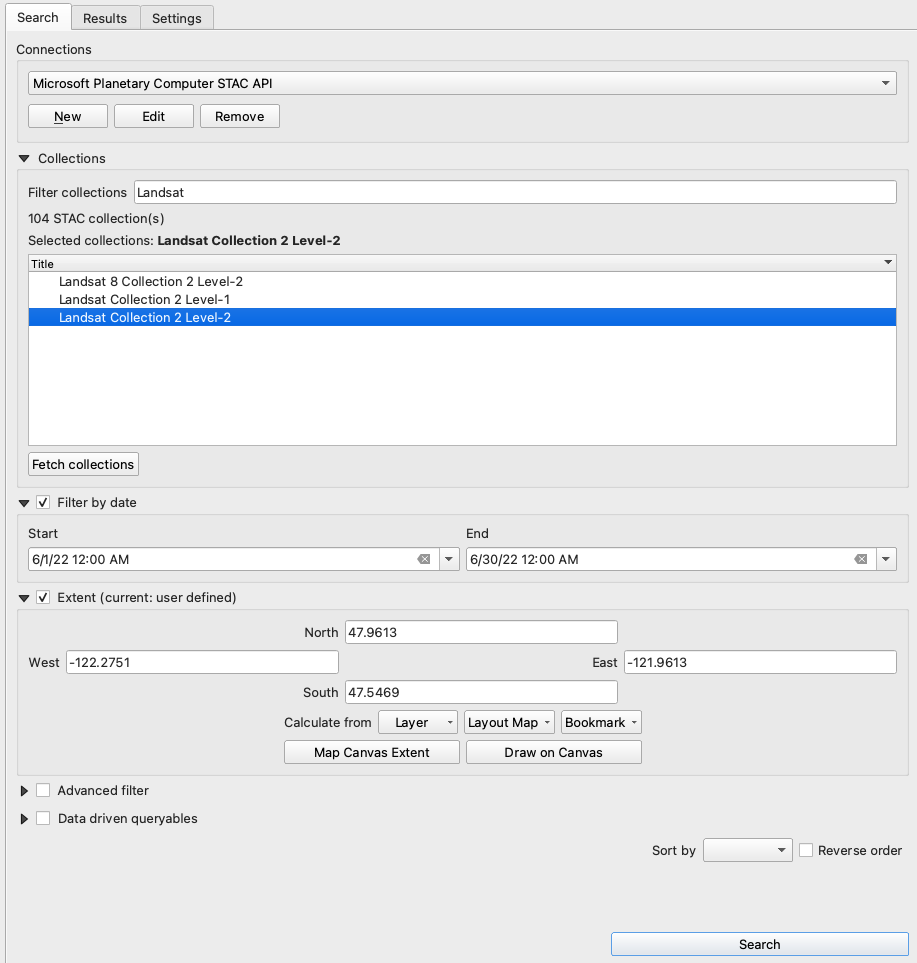 Search Results Settings
Connections
Microsoft Planetary Computer STAC API
New Edit Remove
Collections
Filter collections Landsat
104 STAC collection(s)
Selected collections: Landsat Collection 2 Level-2
Title
Landsat 8 Collection 2 Level-2
Landsat Collection 2 Level-1
Landsat Collection 2 Level-2
Fetch collections
Filter by date
Start End
6/1/22 12:00 AM 6/30/22 12:00 AM
Extent (current: user defined)
North 47.9613
West -122.2751 East -121.9613
South 47.5469
Calculate from Layer Layout Map Bookmark
Map Canvas Extent Draw on Canvas
Advanced filter
Data driven queryables
Sort by Reverse order
Search